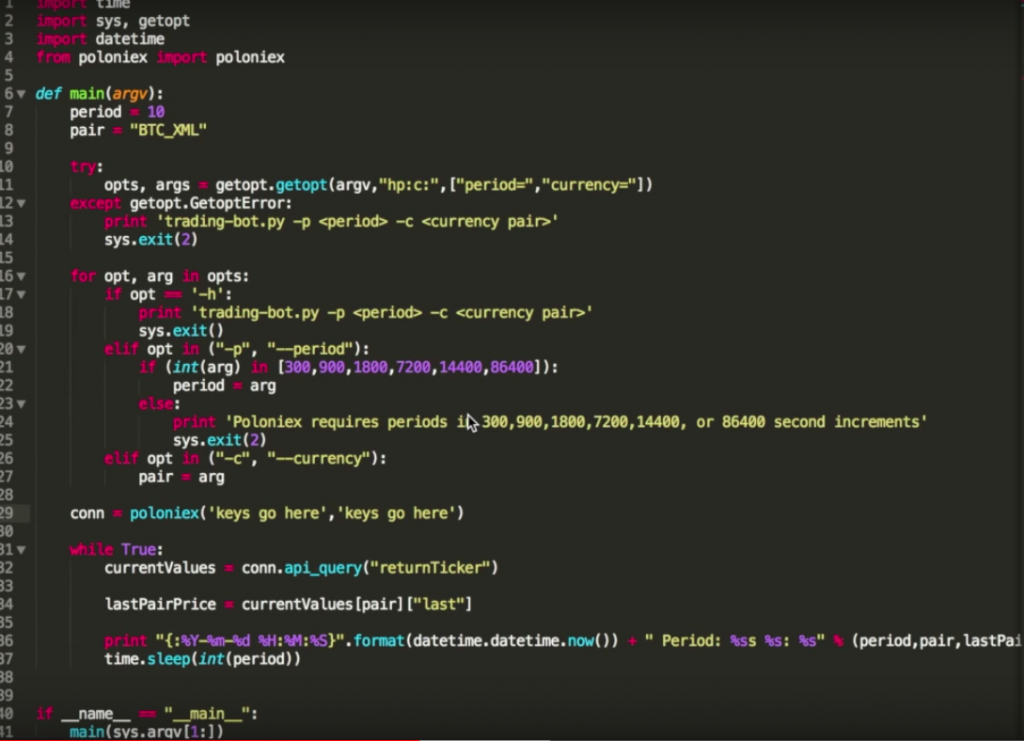 1 import time
2 import sys, getopt
3 import datetime
4 from poloniex import poloniex
5
6 def main(argv):
7 period = 10
8 pair = "BTC_XML"
9
10 try:
11 opts, args = getopt.getopt(argv,"hp:c:",["period=","currency="])
12 except getopt.GetoptError:
13 print 'trading-bot.py -p <period> -c <currency pair>'
14 sys.exit(2)
15
16 for opt, arg in opts:
17 if opt == '-h':
18 print 'trading-bot.py -p <period> -c <currency pair>'
19 sys.exit()
20 elif opt in ("-p", "--period"):
21 if (int(arg) in [300,900,1800,7200,14400,86400]):
22 period = arg
23 else:
24 print 'Poloniex requires periods i 300,900,1800,7200,14400, or 86400 second increments'
25 sys.exit(2)
26 elif opt in ("-c", "--currency"):
27 pair = arg
28
29 conn = poloniex('keys go here','keys go here')
30
31 while True:
32 currentValues = conn.api_query("returnTicker")
33
34 lastPairPrice = currentValues[pair]["last"]
35
36 print "{:%Y-%m-%d %H:%M:%S}".format(datetime.datetime.now()) + " Period: %ss %s: %s" % (period,pair,lastPai
37 time.sleep(int(period))
38
39
40 if __name__ == "__main__":
41 main(sys.argv[1:])